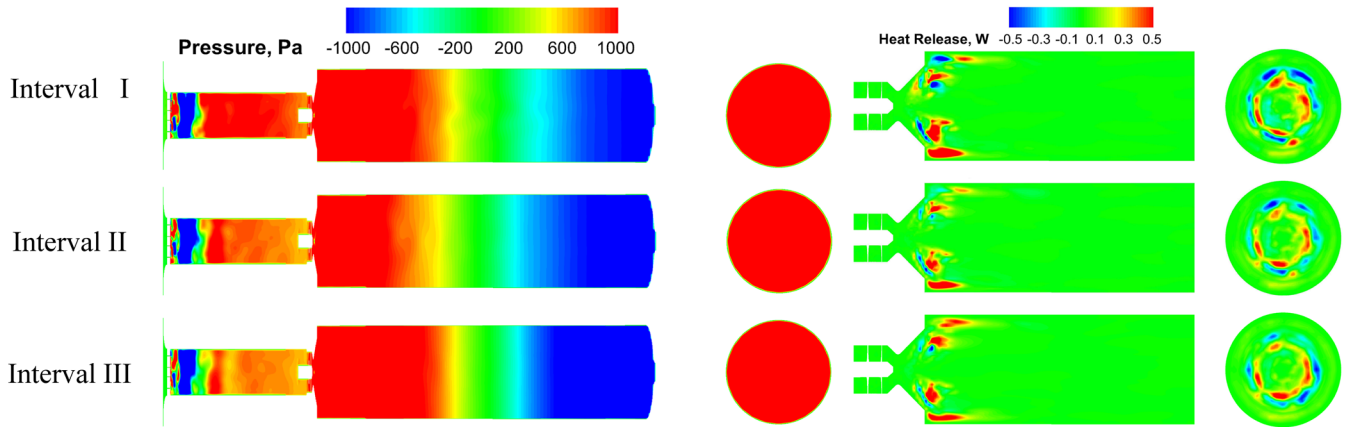 Pressure, Pa
-1000 -600 -200 200 600 1000
Heat Release, W
-0.5 -0.3 -0.1 0.1 0.3 0.5
Interval I
Interval II
Interval III